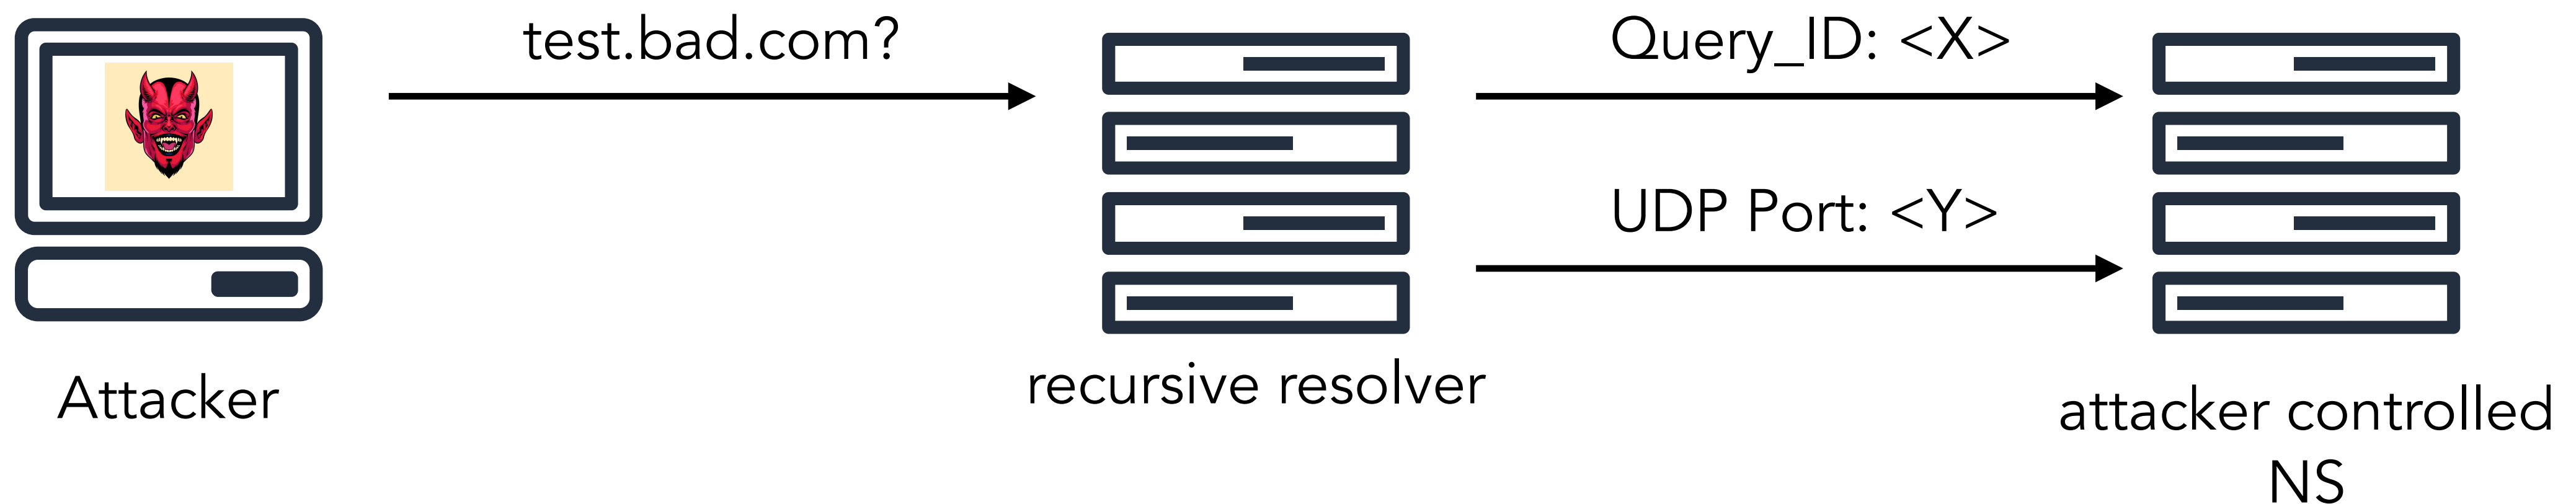 test.bad.com?
Query_ID: <X>
UDP Port: <Y>
Attacker
recursive resolver
attacker controlled
NS